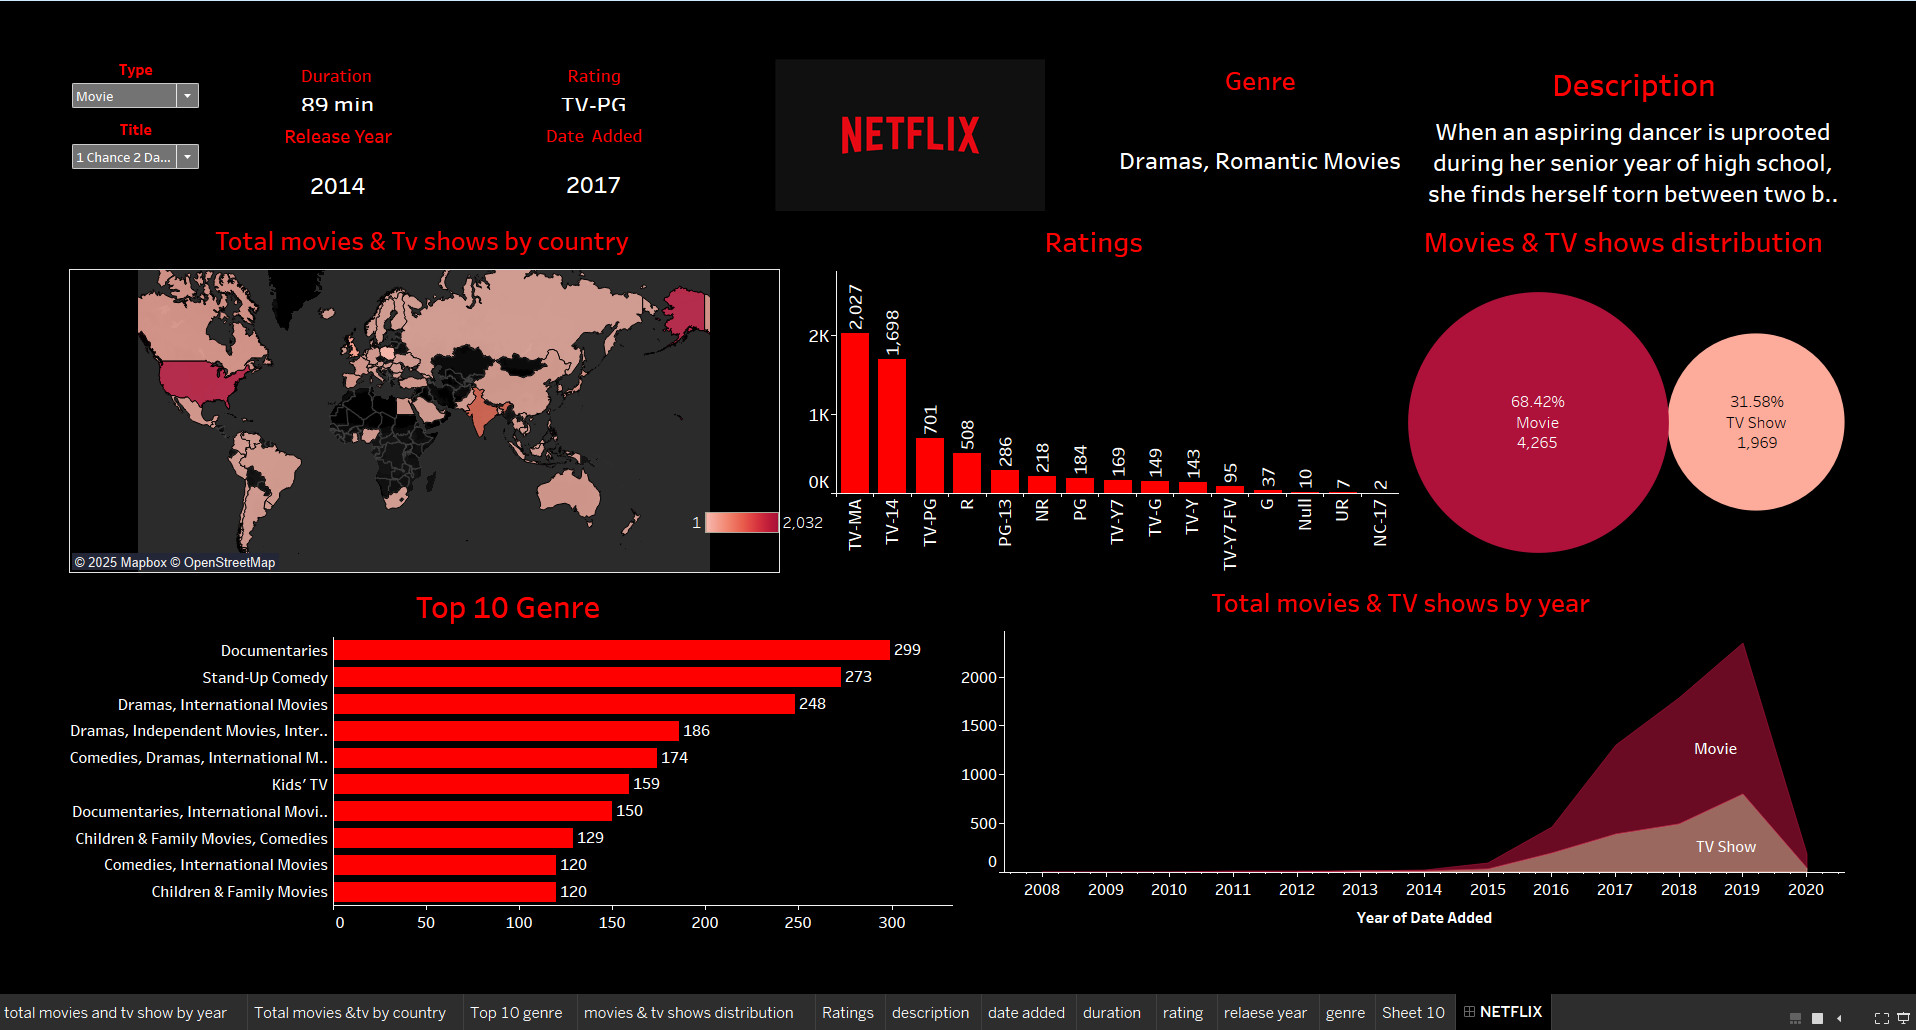 Type
Movie
Title
1 Chance 2 Da...
Duration
89 min
Release Year
2014
Rating
TV-PG
Date Added
2017
NETFLIX
Genre
Dramas, Romantic Movies
Description
When an aspiring dancer is uprooted
during her senior year of high school,
she finds herself torn between two b..
Total movies & Tv shows by country
1
2,032
© 2025 Mapbox © OpenStreetMap
Ratings
2K
1K
0K
2,027
1,698
701
508
286
218
184
169
149
143
95
37
10
7
2
TV-MA
TV-14
TV-PG
R
PG-13
NR
PG
TV-Y7
TV-G
TV-Y
TV-Y7-FV
G
Null
UR
NC-17
Movies & TV shows distribution
68.42%
Movie
4,265
31.58%
TV Show
1,969
Top 10 Genre
Documentaries 299
Stand-Up Comedy 273
Dramas, International Movies 248
Dramas, Independent Movies, Inter.. 186
Comedies, Dramas, International M.. 174
Kids’ TV 159
Documentaries, International Movi.. 150
Children & Family Movies, Comedies 129
Comedies, International Movies 120
Children & Family Movies 120
0 50 100 150 200 250 300
Total movies & TV shows by year
2000
1500
1000
500
0
Movie
TV Show
2008 2009 2010 2011 2012 2013 2014 2015 2016 2017 2018 2019 2020
Year of Date Added
total movies and tv show by year
Total movies &tv by country
Top 10 genre
movies & tv shows distribution
Ratings
description
date added
duration
rating
relaese year
genre
Sheet 10
NETFLIX